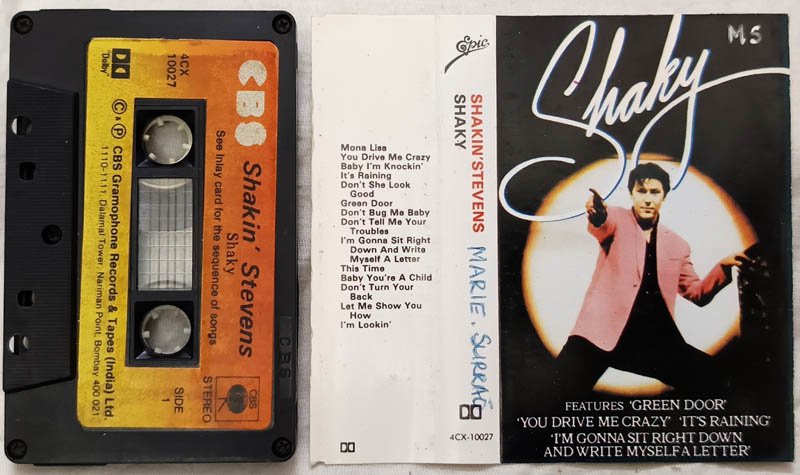 CBS
Shakin' Stevens
Shaky
See Inlay card for the sequence of songs
4CX
10027
"Dolby"
SIDE
1
STEREO
CBS
CBS
© & ℗ CBS Gramophone Records & Tapes (India) Ltd.
1110-1111, Dalamal Tower, Nariman Point, Bombay 400 021
Mona Lisa
You Drive Me Crazy
Baby I'm Knockin'
It's Raining
Don't She Look
Good
Green Door
Don't Bug Me Baby
Don't Tell Me Your
Troubles
I'm Gonna Sit Right
Down And Write
Myself A Letter
This Time
Baby You're A Child
Don't Turn Your
Back
Let Me Show You
How
I'm Lookin'
Epic
SHAKIN' STEVENS
SHAKY
MARIE.
4CX-10027
Shaky
MS
FEATURES 'GREEN DOOR'
'YOU DRIVE ME CRAZY' 'IT'S RAINING'
'I'M GONNA SIT RIGHT DOWN
AND WRITE MYSELF A LETTER'